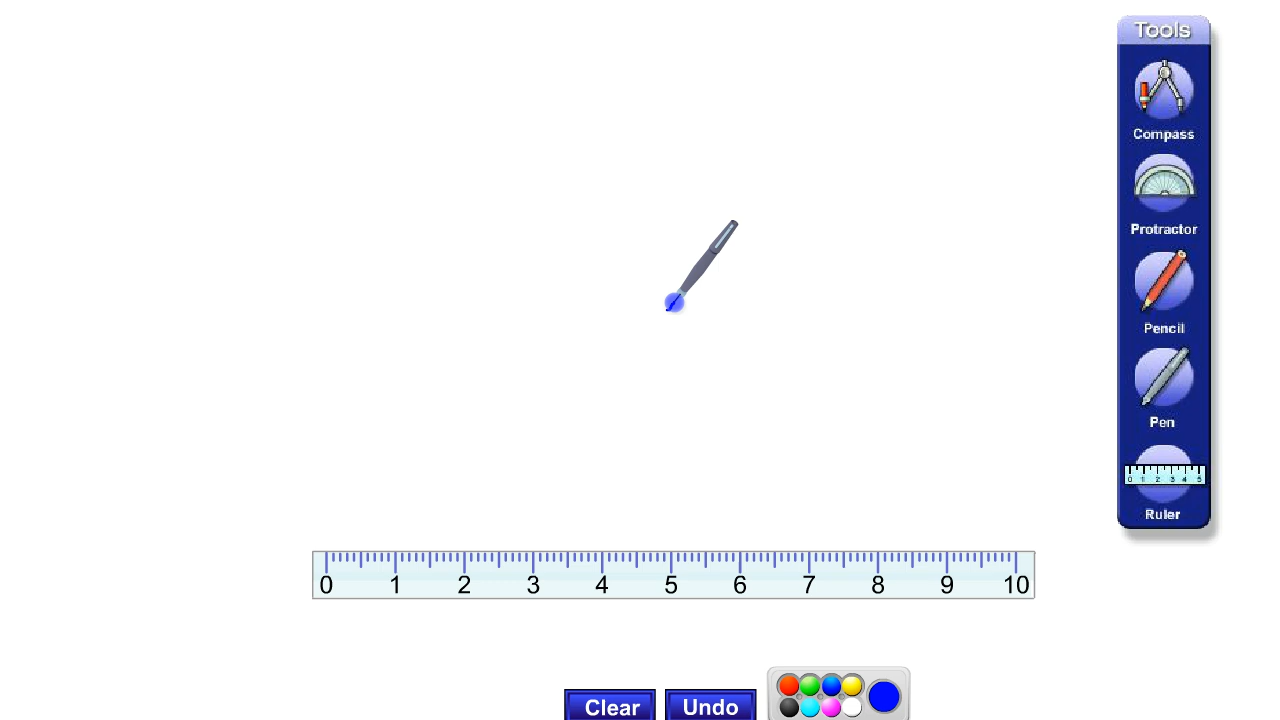 Tools
Compass
Protractor
Pencil
Pen
0 1 2 3 4 5
Ruler
0 1 2 3 4 5 6 7 8 9 10
Clear
Undo